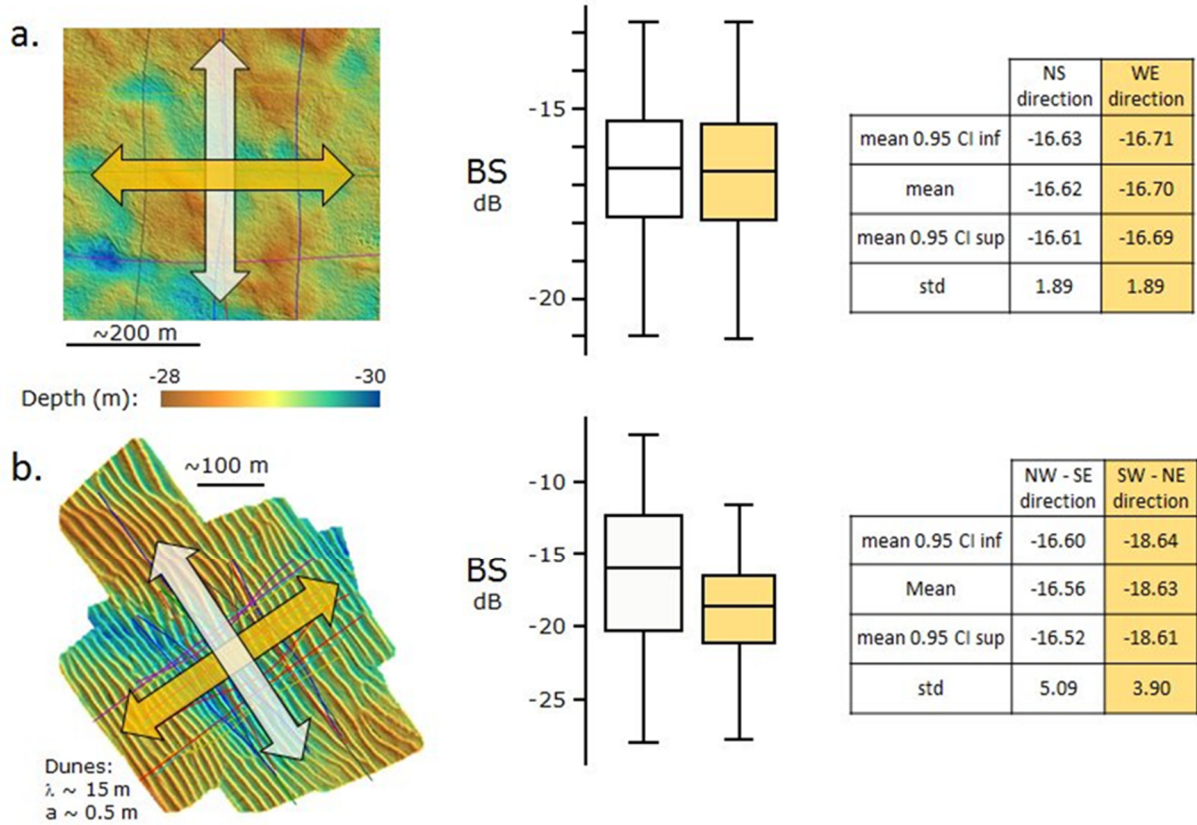 a.
~200 m
-28
-30
Depth (m):
BS
dB
-15
-20
NS direction
WE direction
mean 0.95 CI inf -16.63 -16.71
mean -16.62 -16.70
mean 0.95 CI sup -16.61 -16.69
std 1.89 1.89
b.
~100 m
Dunes:
λ ~ 15 m
a ~ 0.5 m
BS
dB
-10
-15
-20
-25
NW - SE direction
SW - NE direction
mean 0.95 CI inf -16.60 -18.64
Mean -16.56 -18.63
mean 0.95 CI sup -16.52 -18.61
std 5.09 3.90